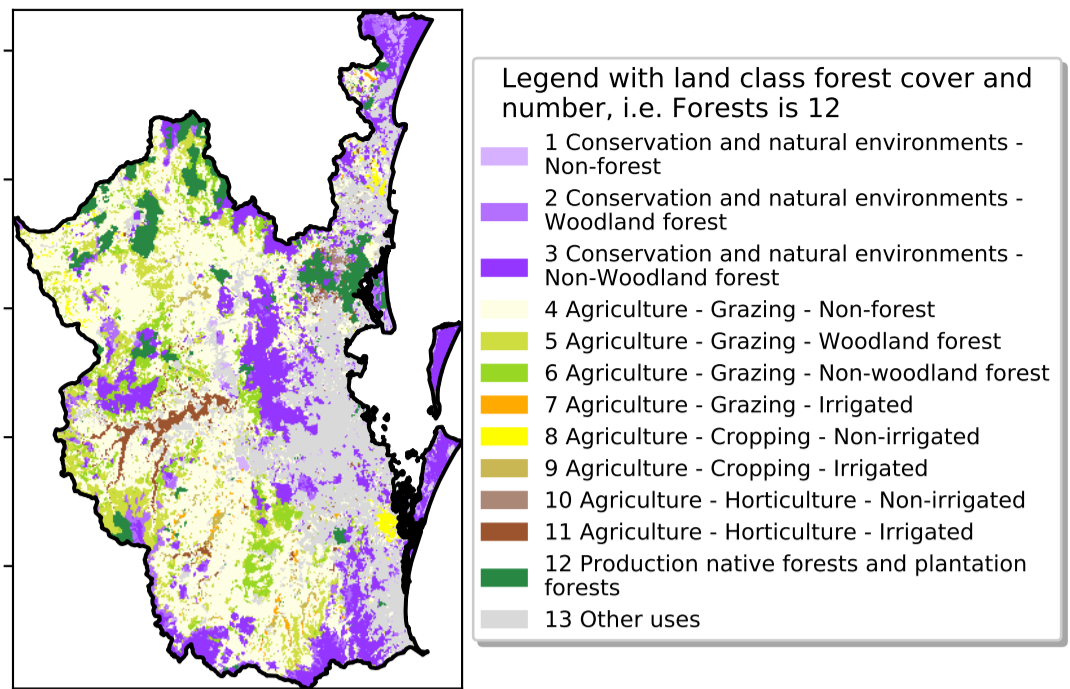 Legend with land class forest cover and
number, i.e. Forests is 12
1 Conservation and natural environments -
Non-forest
2 Conservation and natural environments -
Woodland forest
3 Conservation and natural environments -
Non-Woodland forest
4 Agriculture - Grazing - Non-forest
5 Agriculture - Grazing - Woodland forest
6 Agriculture - Grazing - Non-woodland forest
7 Agriculture - Grazing - Irrigated
8 Agriculture - Cropping - Non-irrigated
9 Agriculture - Cropping - Irrigated
10 Agriculture - Horticulture - Non-irrigated
11 Agriculture - Horticulture - Irrigated
12 Production native forests and plantation
forests
13 Other uses